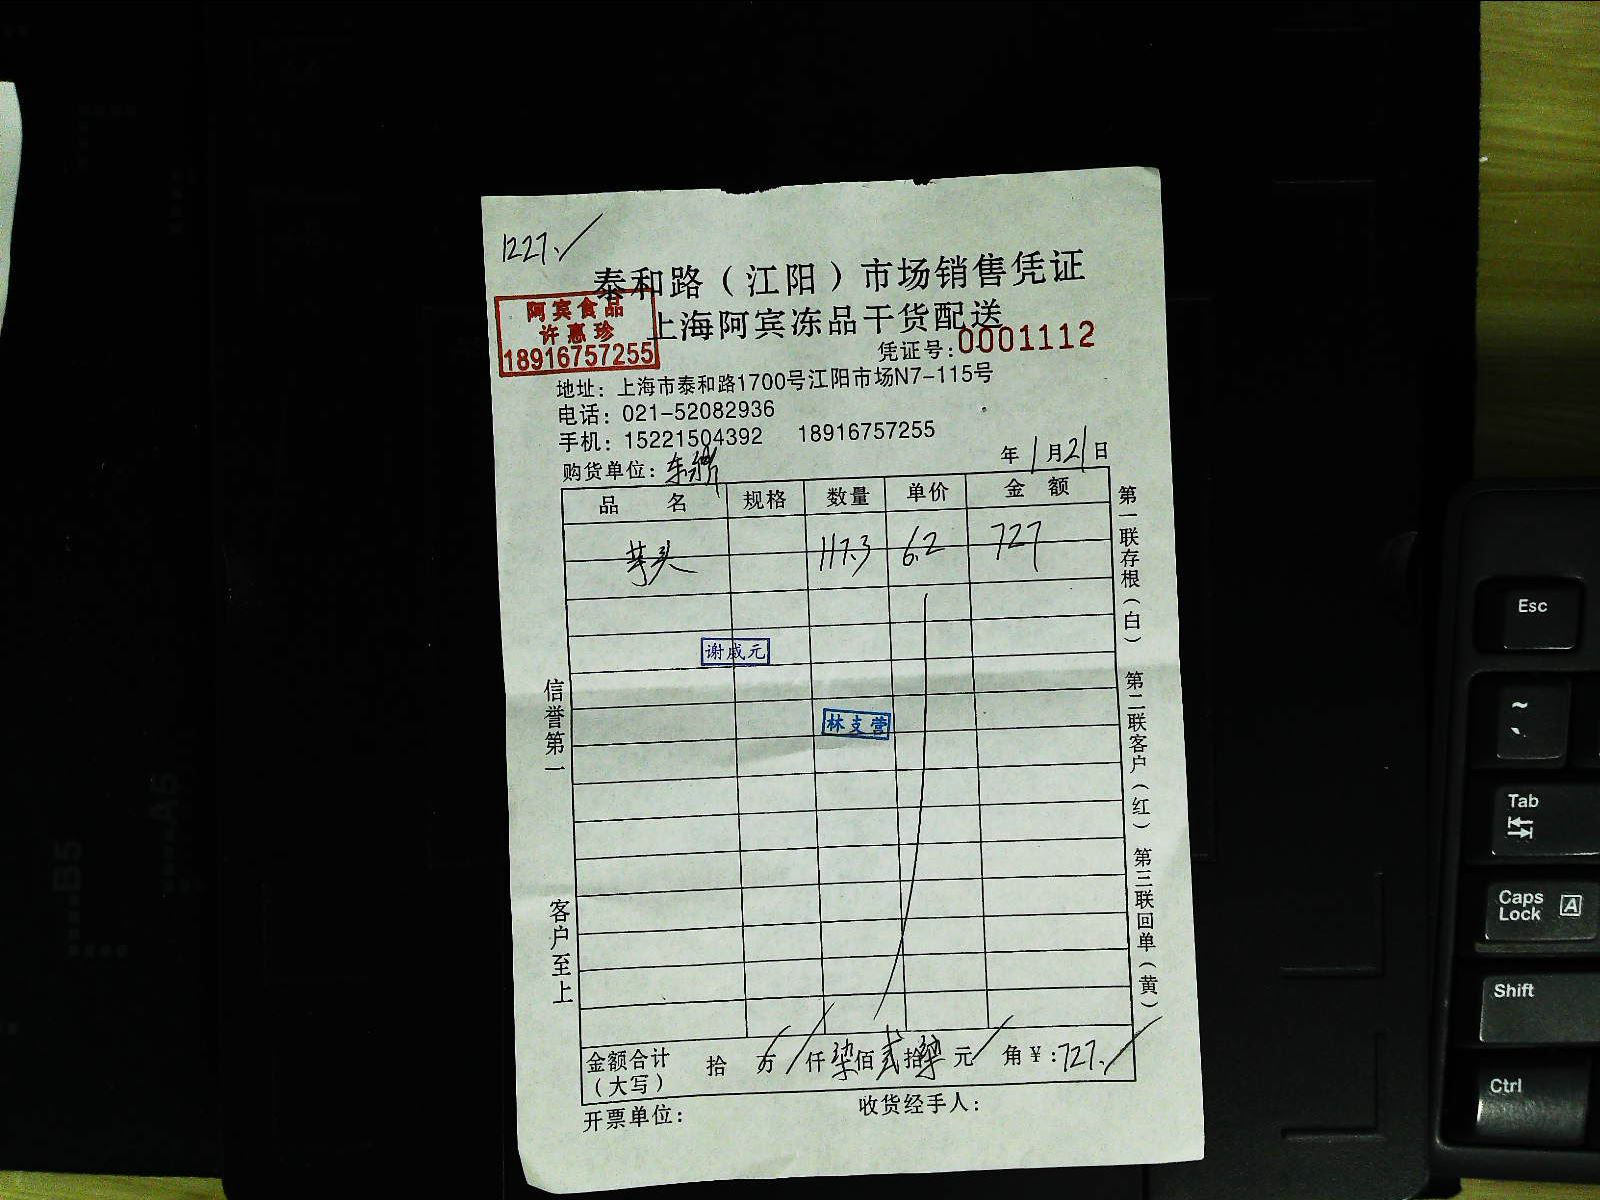 1227.
泰和路（江阳）市场销售凭证
上海阿宾冻品干货配送
阿宾食品
许惠珍
18916757255
凭证号:0001112
地址：上海市泰和路1700号江阳市场N7-115号
电话：021-52082936
手机：15221504392 18916757255
购货单位：
年1月21日
品名 规格 数量 单价 金额
芋头 117.3 6.2 727
谢成元
林支营
信誉第一
客户至上
第一联存根（白） 第二联客户（红） 第三联回单（黄）
金额合计（大写） 拾 万 仟柒佰贰拾柒元 角￥:727.
开票单位： 收货经手人：
B5
A5
Esc
~
`
Tab
Caps Lock A
Shift
Ctrl